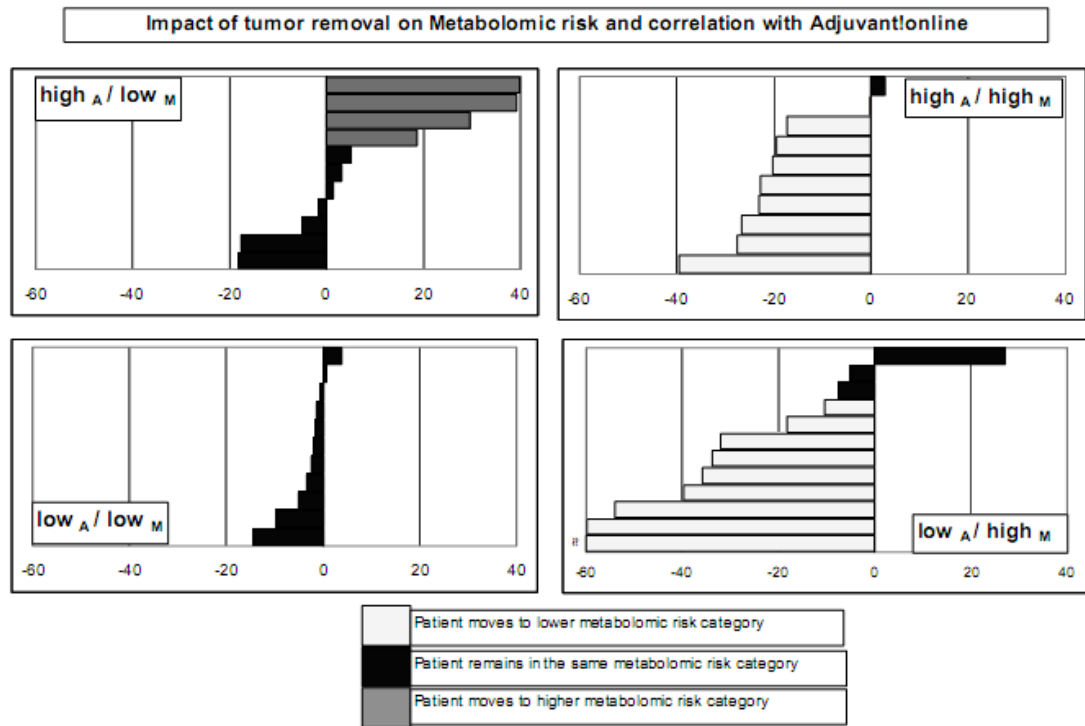 Impact of tumor removal on Metabolomic risk and correlation with Adjuvant!online
high A / low M
-60 -40 -20 0 20 40
high A / high M
-60 -40 -20 0 20 40
low A / low M
-60 -40 -20 0 20 40
low A / high M
-60 -40 -20 0 20 40
Patient moves to lower metabolomic risk category
Patient remains in the same metabolomic risk category
Patient moves to higher metabolomic risk category